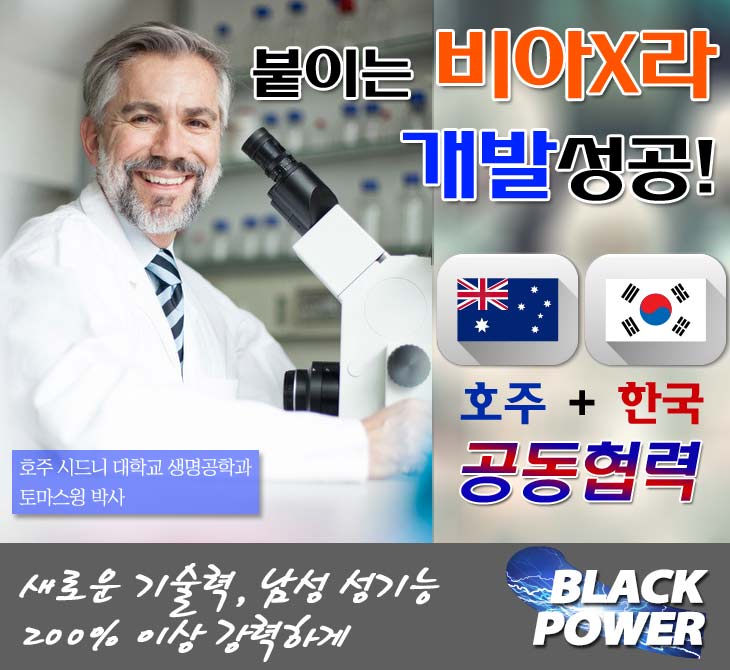 붙이는 비아X라
개발성공!
호주 + 한국
공동협력
호주 시드니 대학교 생명공학과
토마스윙 박사
새로운 기술력, 남성 성기능
200% 이상 강력하게
BLACK
POWER